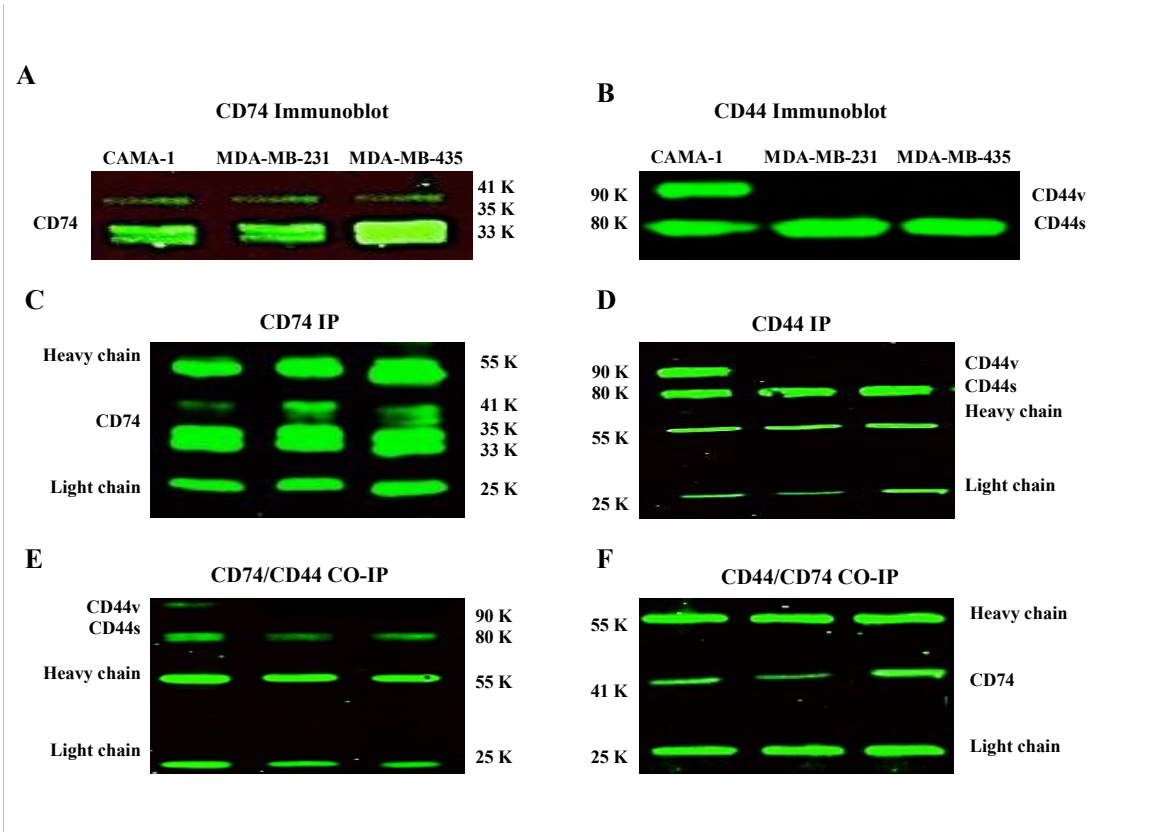 A
CD74 Immunoblot
CAMA-1 MDA-MB-231 MDA-MB-435
CD74
41 K
35 K
33 K
B
CD44 Immunoblot
CAMA-1 MDA-MB-231 MDA-MB-435
90 K
80 K
CD44v
CD44s
C
CD74 IP
Heavy chain
CD74
Light chain
55 K
41 K
35 K
33 K
25 K
D
CD44 IP
90 K
80 K
55 K
25 K
CD44v
CD44s
Heavy chain
Light chain
E
CD74/CD44 CO-IP
CD44v
CD44s
Heavy chain
Light chain
90 K
80 K
55 K
25 K
F
CD44/CD74 CO-IP
55 K
41 K
25 K
Heavy chain
CD74
Light chain